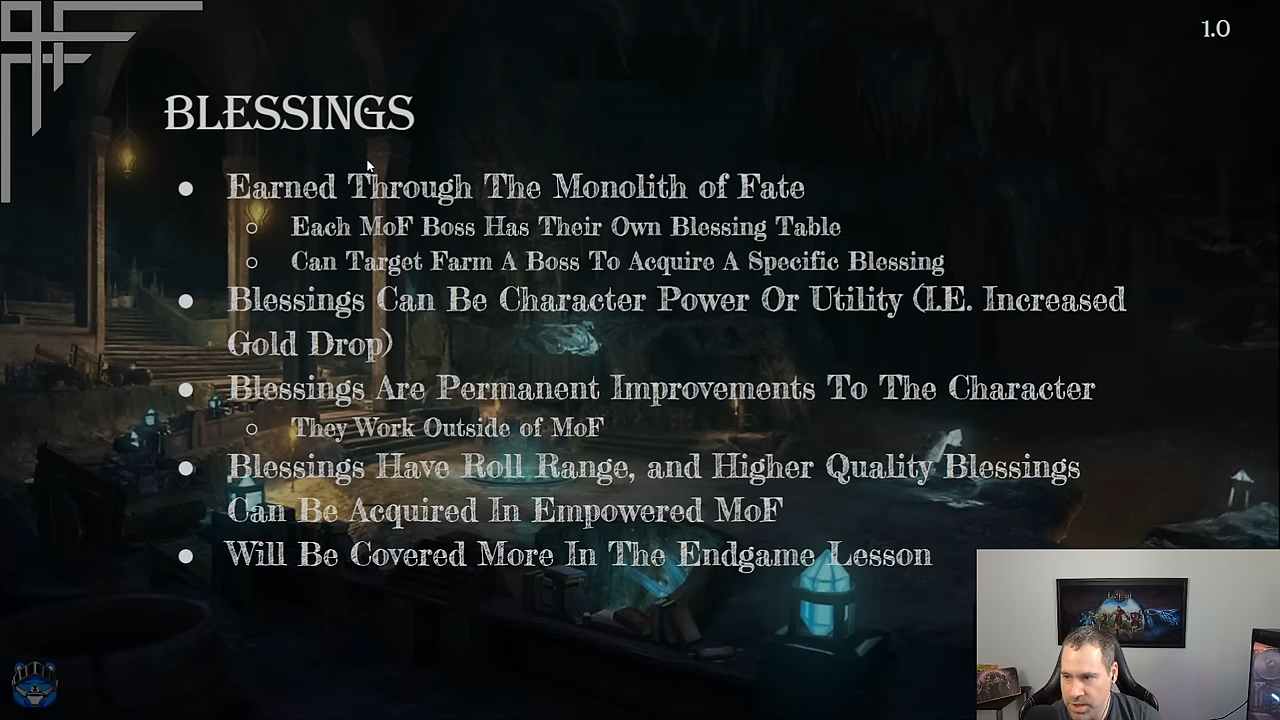 1.0
BLESSINGS
● Earned Through The Monolith of Fate
○ Each MoF Boss Has Their Own Blessing Table
○ Can Target Farm A Boss To Acquire A Specific Blessing
● Blessings Can Be Character Power Or Utility (I.E. Increased
Gold Drop)
● Blessings Are Permanent Improvements To The Character
○ They Work Outside of MoF
● Blessings Have Roll Range, and Higher Quality Blessings
Can Be Acquired In Empowered MoF
● Will Be Covered More In The Endgame Lesson